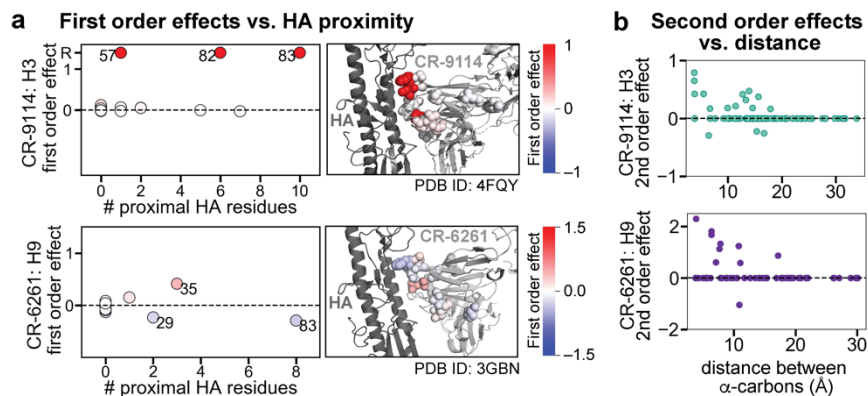 a First order effects vs. HA proximity
CR-9114: H3
first order effect
R
1
0
57
82
83
0 2 4 6 8 10
# proximal HA residues
HA
CR-9114
PDB ID: 4FQY
1
0
−1
First order effect
CR-6261: H9
first order effect
1
0
35
29
83
0 2 4 6 8
# proximal HA residues
HA
CR-6261
PDB ID: 3GBN
1.5
0.0
−1.5
First order effect
b Second order effects
vs. distance
CR-9114: H3
2nd order effect
1
0
−1
10 20 30
CR-6261: H9
2nd order effect
2
0
−2
10 20 30
distance between
α-carbons (Å)